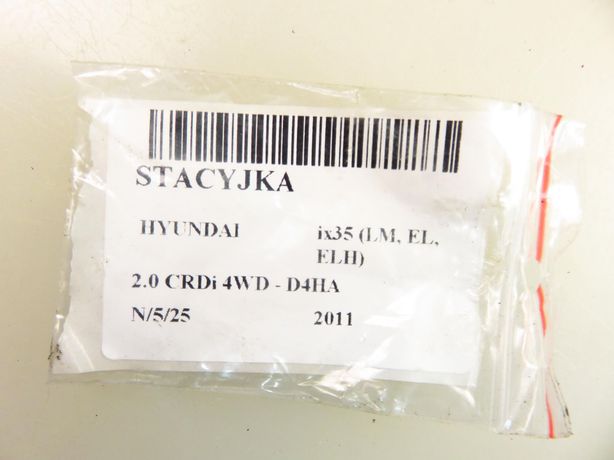 STACYJKA
HYUNDAI ix35 (LM, EL, ELH)
2.0 CRDi 4WD - D4HA
N/5/25 2011